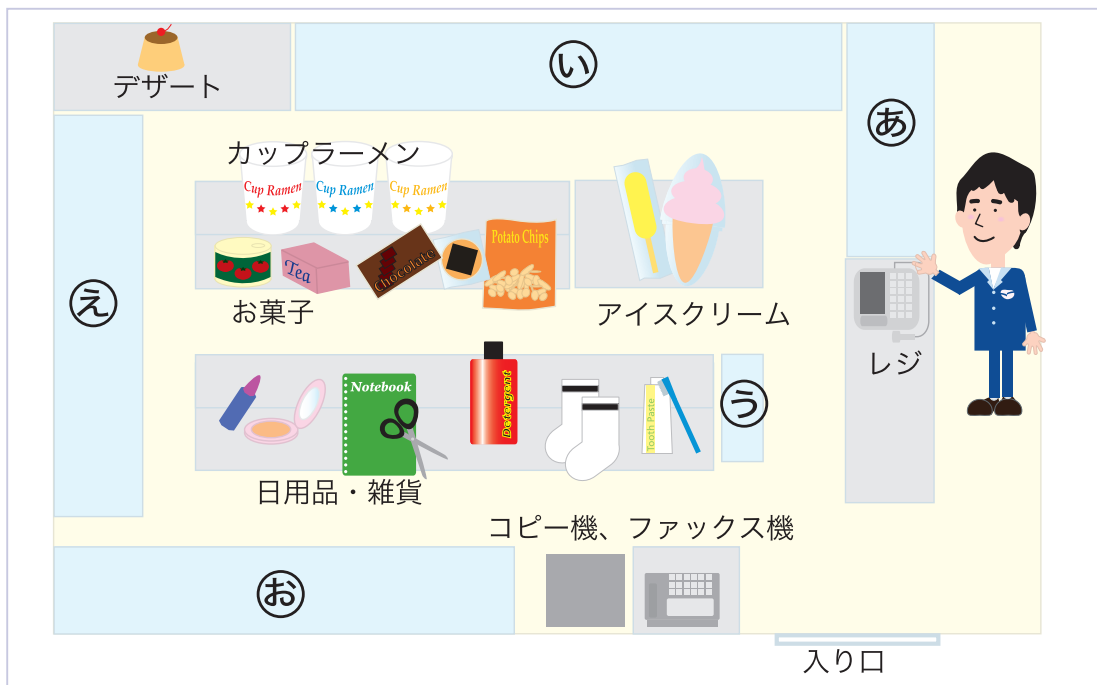 デザート
い
あ
カップラーメン
Cup Ramen
Cup Ramen
Cup Ramen
Tea
Chocolate
Potato Chips
お菓子
アイスクリーム
え
レジ
Notebook
Detergent
Tooth Paste
う
日用品・雑貨
コピー機、ファックス機
お
入り口